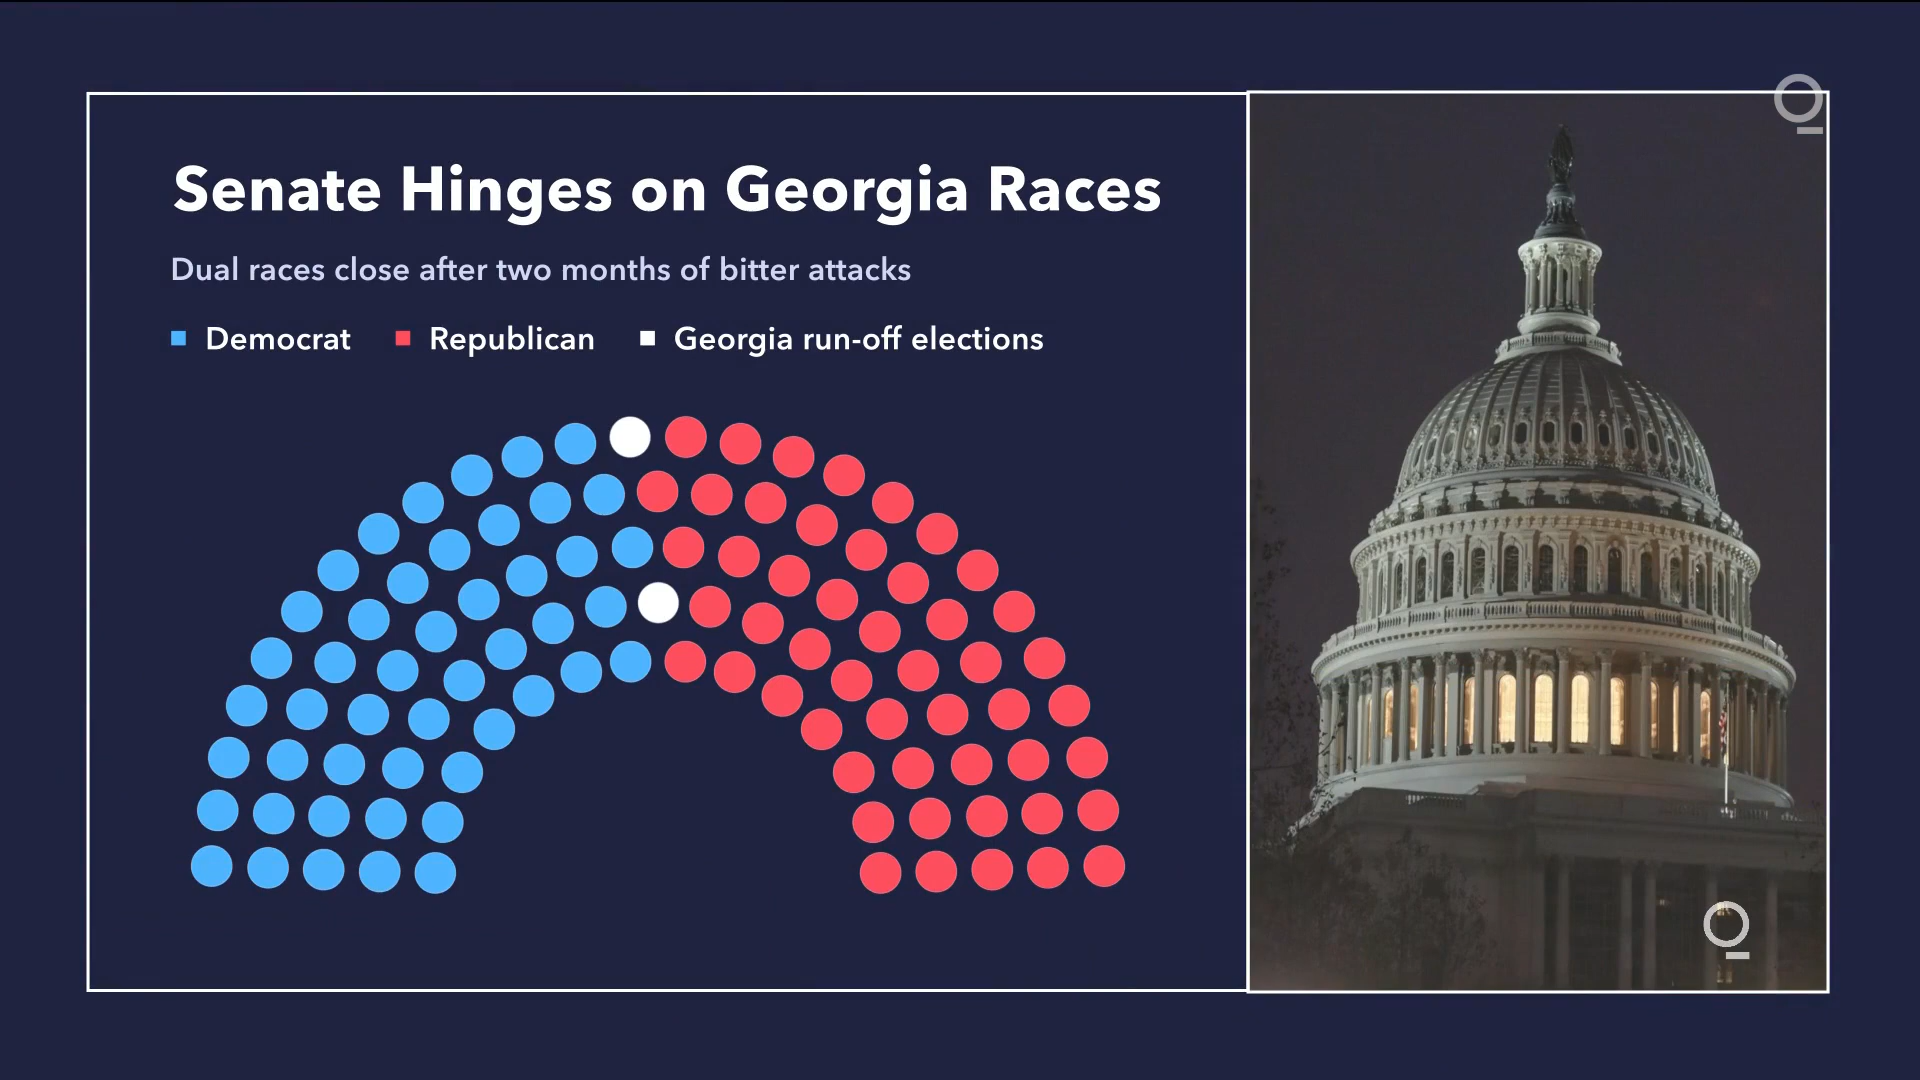 Senate Hinges on Georgia Races
Dual races close after two months of bitter attacks
Democrat Republican Georgia run-off elections